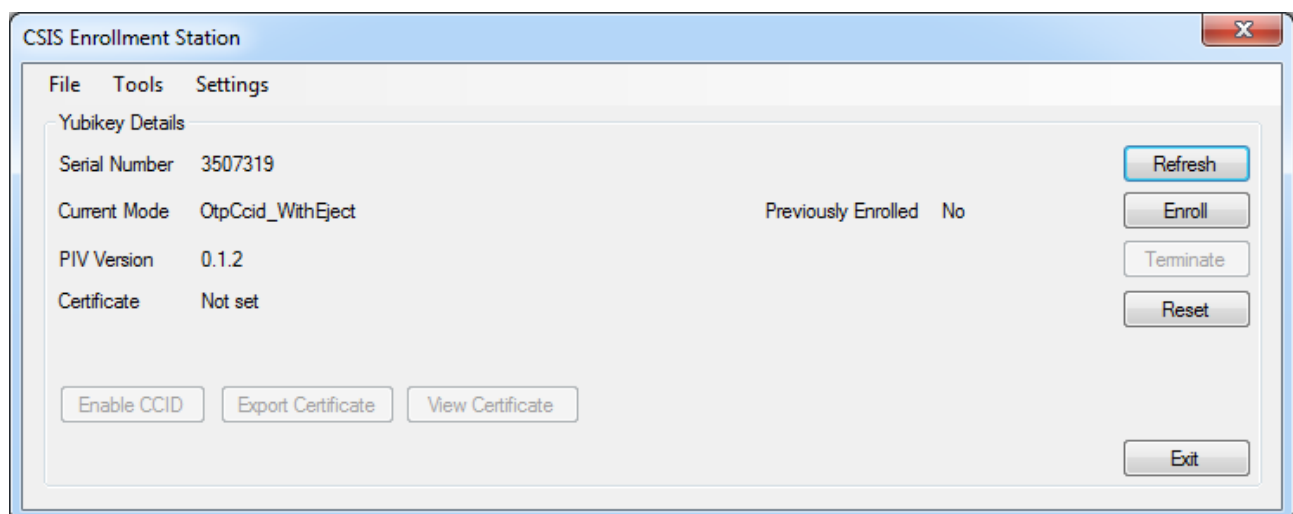 CSIS Enrollment Station
File Tools Settings
Yubikey Details
Serial Number 3507319 Refresh
Current Mode OtpCcid_WithEject Previously Enrolled No Enroll
PIV Version 0.1.2 Terminate
Certificate Not set Reset
Enable CCID Export Certificate View Certificate
Exit